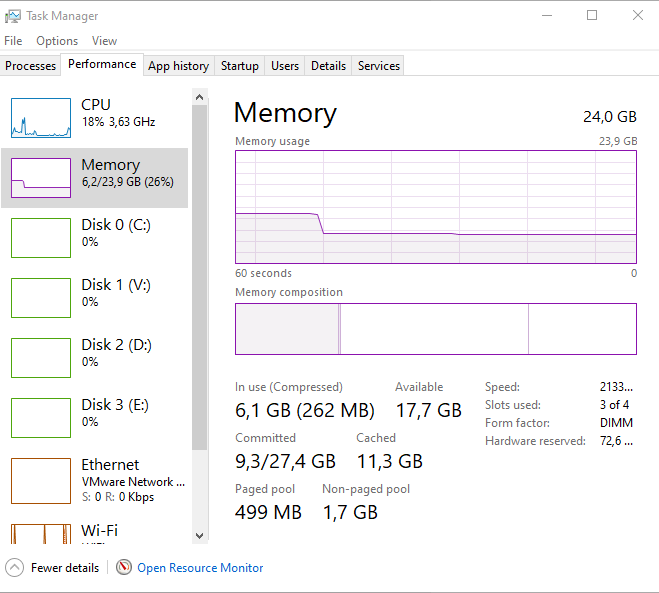 Task Manager
File Options View
Processes Performance App history Startup Users Details Services
CPU
18% 3,63 GHz
Memory
6,2/23,9 GB (26%)
Disk 0 (C:)
0%
Disk 1 (V:)
0%
Disk 2 (D:)
0%
Disk 3 (E:)
0%
Ethernet
VMware Network ...
S: 0 R: 0 Kbps
Wi-Fi
Memory 24,0 GB
Memory usage 23,9 GB
60 seconds 0
Memory composition
In use (Compressed) Available
6,1 GB (262 MB) 17,7 GB
Committed Cached
9,3/27,4 GB 11,3 GB
Paged pool Non-paged pool
499 MB 1,7 GB
Speed: 2133...
Slots used: 3 of 4
Form factor: DIMM
Hardware reserved: 72,6 ...
Fewer details Open Resource Monitor